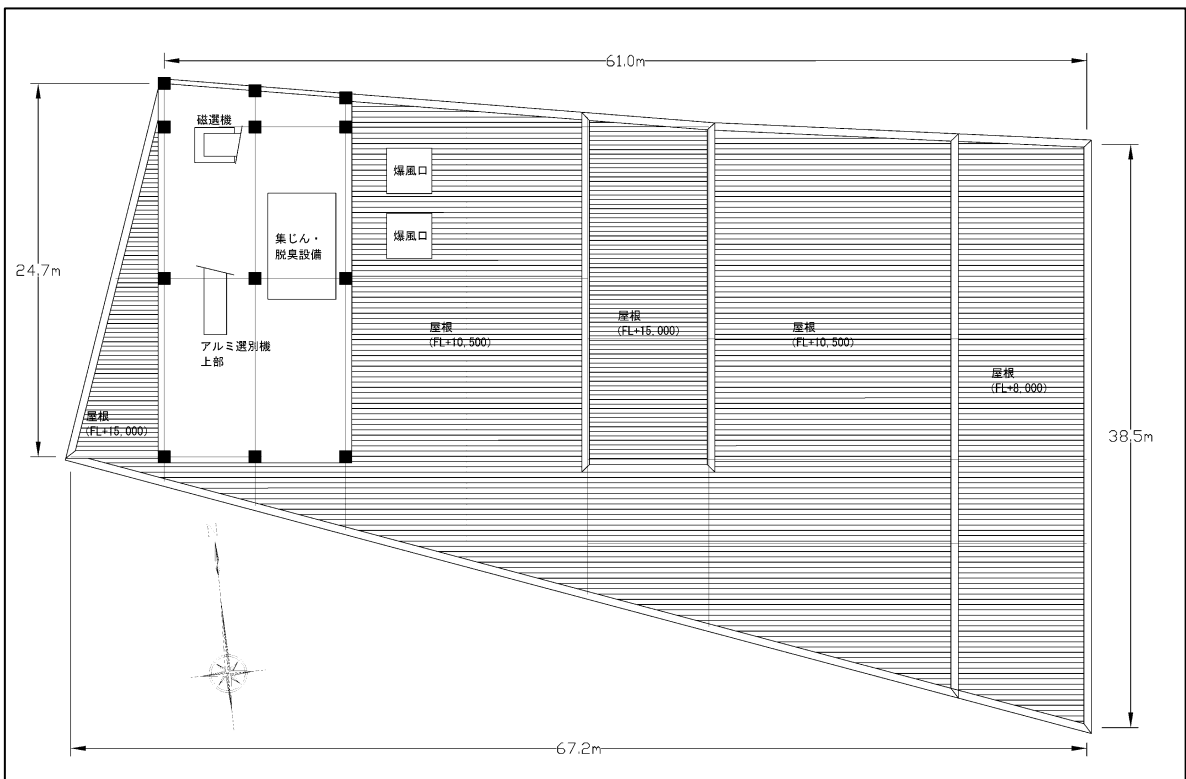 61.0m
磁選機
爆風口
集じん・
脱臭設備
爆風口
24.7m
屋根
(FL+15,000)
屋根
(FL+10,500)
屋根
(FL+10,500)
アルミ選別機
上部
屋根
(FL+8,000)
屋根
(FL+15,000)
38.5m
67.2m